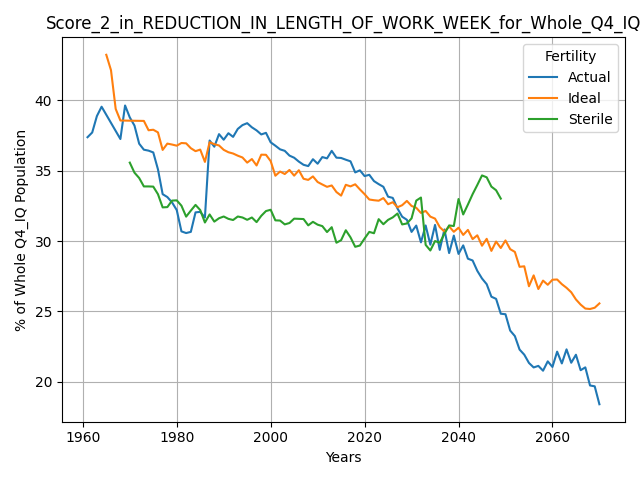 Score_2_in_REDUCTION_IN_LENGTH_OF_WORK_WEEK_for_Whole_Q4_IQ
Fertility
Actual
Ideal
Sterile
% of Whole Q4_IQ Population
40
35
30
25
20
1960
1980
2000
2020
2040
2060
Years